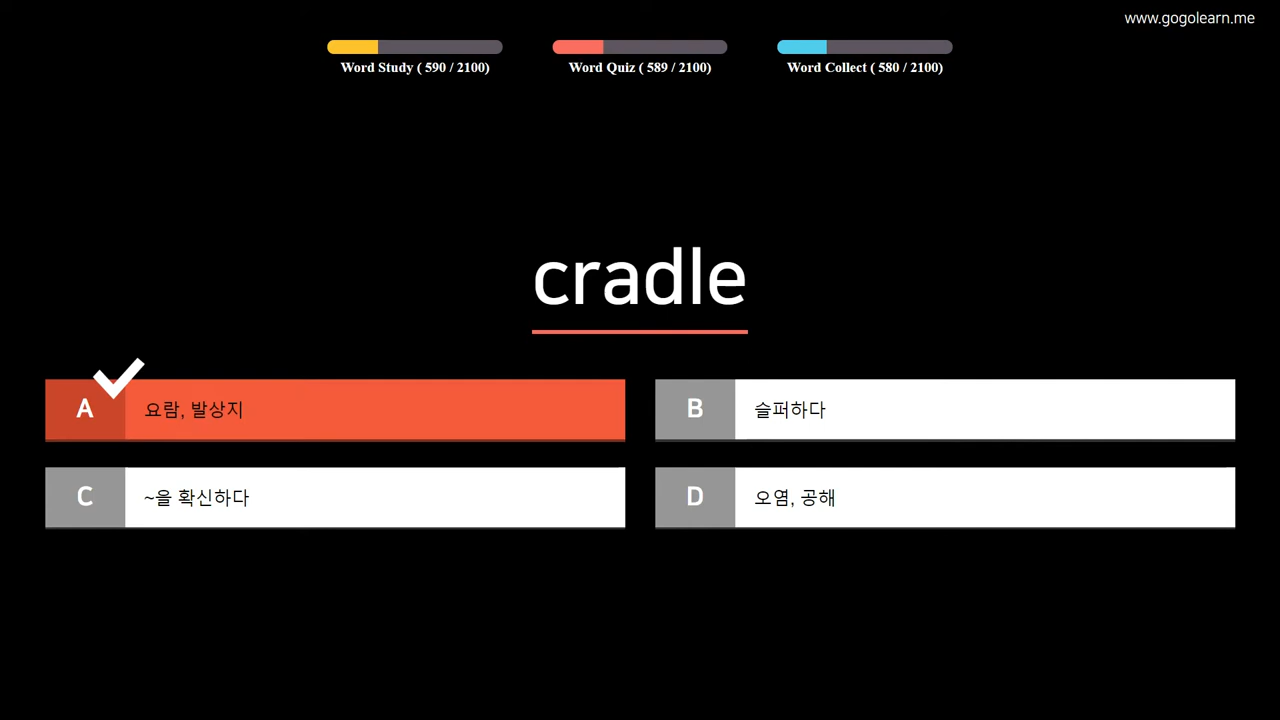 www.gogolearn.me
Word Study ( 590 / 2100)
Word Quiz ( 589 / 2100)
Word Collect ( 580 / 2100)
cradle
A 요람, 발상지
B 슬퍼하다
C ~을 확신하다
D 오염, 공해